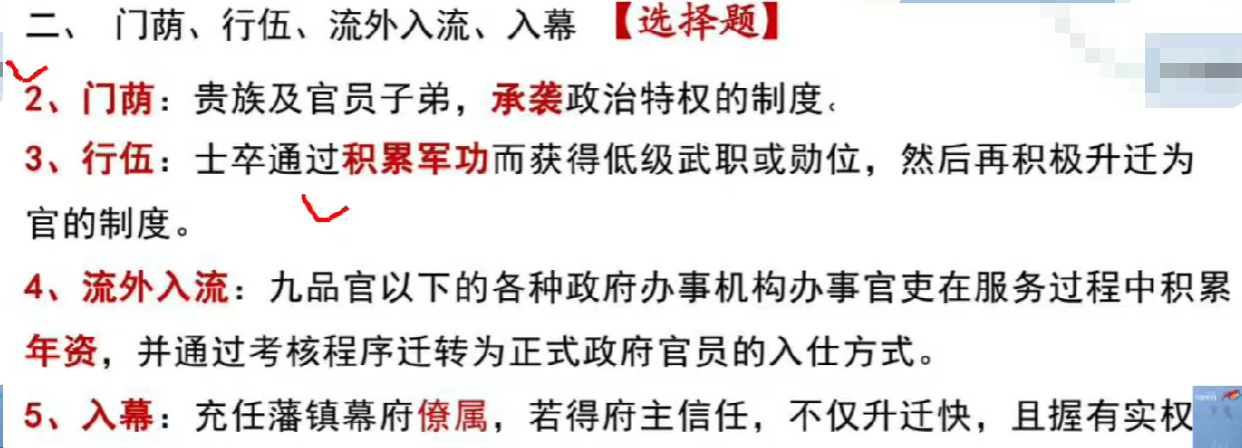 二、 门荫、行伍、流外入流、入幕 【选择题】
2、门荫：贵族及官员子弟，承袭政治特权的制度。
3、行伍：士卒通过积累军功而获得低级武职或勋位，然后再积极升迁为
官的制度。
4、流外入流：九品官以下的各种政府办事机构办事官吏在服务过程中积累
年资，并通过考核程序迁转为正式政府官员的入仕方式。
5、入幕：充任藩镇幕府僚属，若得府主信任，不仅升迁快，且握有实权